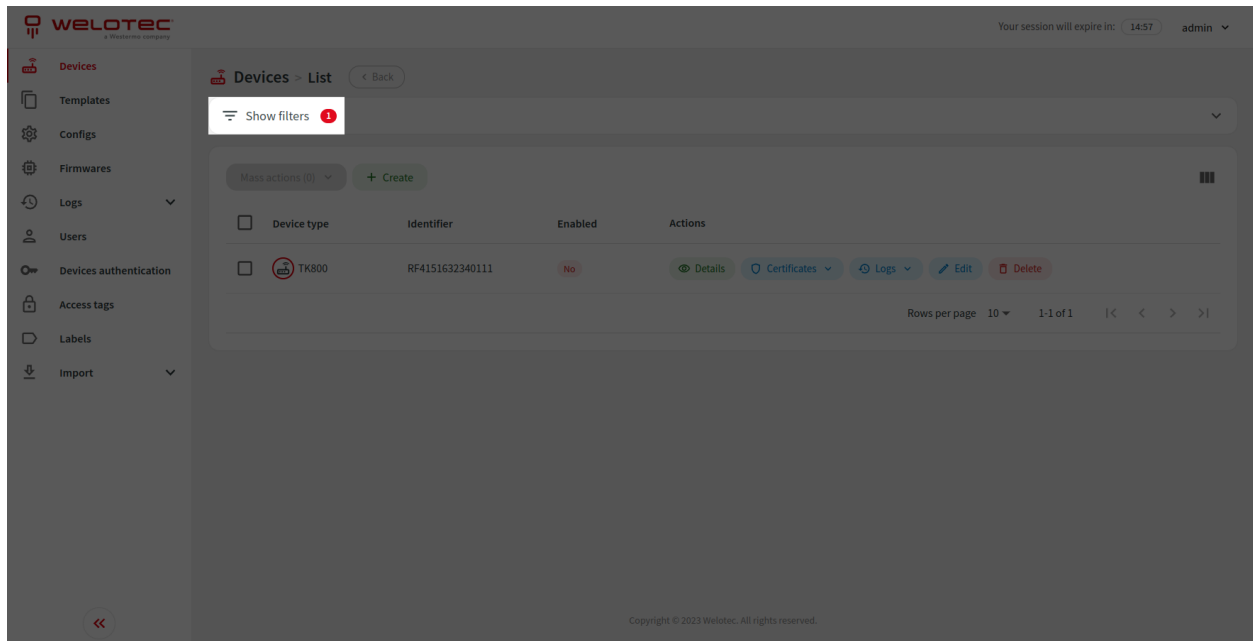 welotec
a Westermo company
Your session will expire in: 14:57 admin
Devices
Templates
Configs
Firmwares
Logs
Users
Devices authentication
Access tags
Labels
Import
Devices > List < Back
Show filters 1
Mass actions (0) + Create
Device type Identifier Enabled Actions
TK800 RF4151632340111 No Details Certificates Logs Edit Delete
Rows per page 10 1-1 of 1
Copyright © 2023 Welotec. All rights reserved.